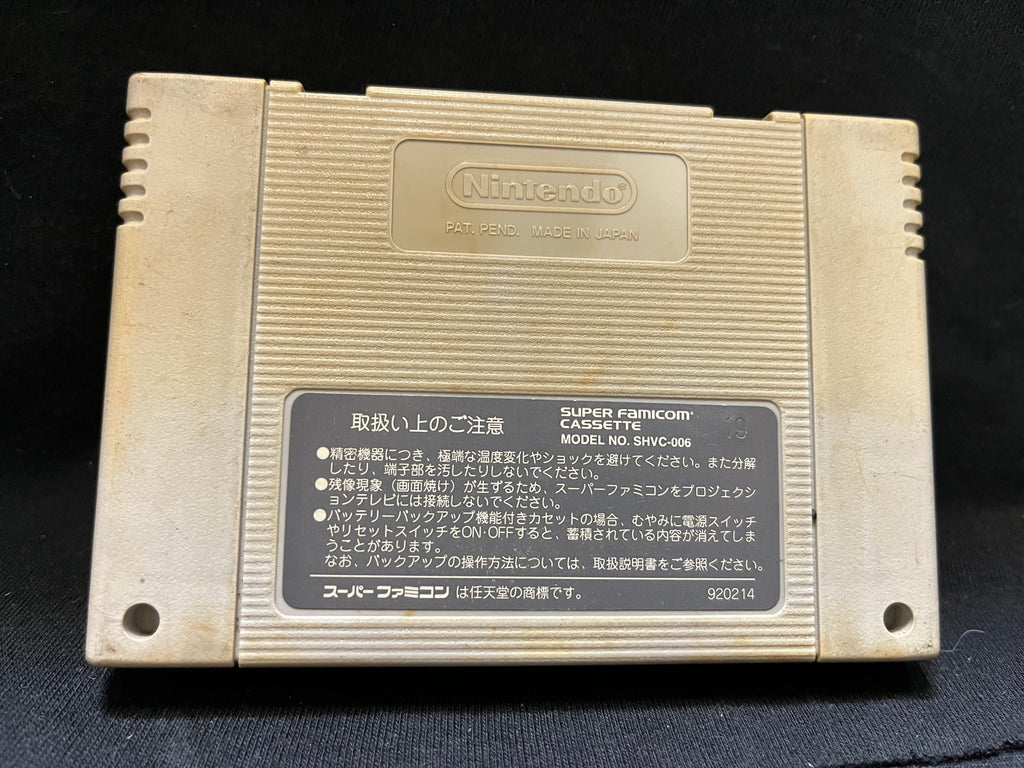 Nintendo®
PAT. PEND. MADE IN JAPAN
取扱い上のご注意
SUPER FAMICOM
CASSETTE
MODEL NO. SHVC-006
19
●精密機器につき、極端な温度変化やショックを避けてください。また分解
したり、端子部を汚したりしないでください。
●残像現象（画面焼け）が生ずるため、スーパーファミコンをプロジェクシ
ョンテレビには接続しないでください。
●バッテリーバックアップ機能付きカセットの場合、むやみに電源スイッチ
やリセットスイッチをON・OFFすると、蓄積されている内容が消えてしま
うことがあります。
なお、バックアップの操作方法については、取扱説明書をご参照ください。
スーパーファミコン は任天堂の商標です。
920214